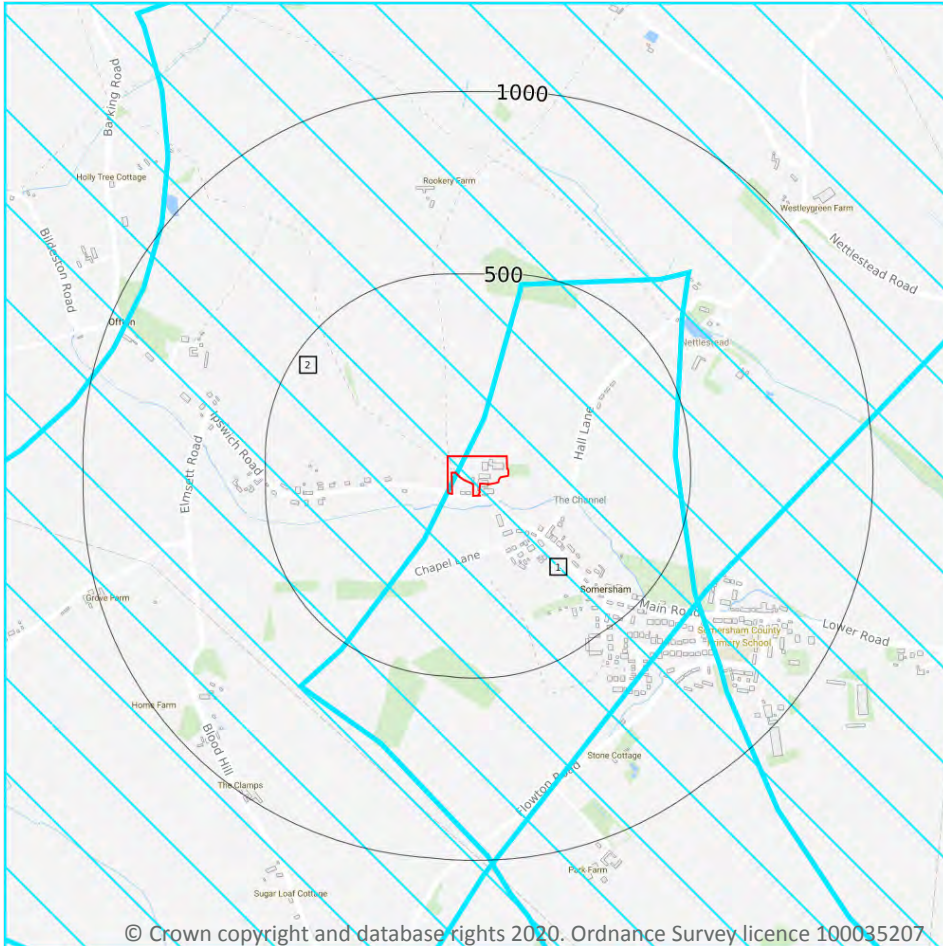 1000
Barking Road
Holly Tree Cottage
Rookery Farm
Westleygreen Farm
Nettlestead Road
Bildeston Road
500
Offton
Nettlestead
2
Hall Lane
Ipswich Road
Elmsett Road
The Channel
Chapel Lane
1
Somersham
Grove Farm
Main Road
Somersham County
Primary School
Lower Road
Home Farm
Blood Hill
Stone Cottage
The Clamps
Flowton Road
Park Farm
Sugar Loaf Cottage
© Crown copyright and database rights 2020. Ordnance Survey licence 100035207